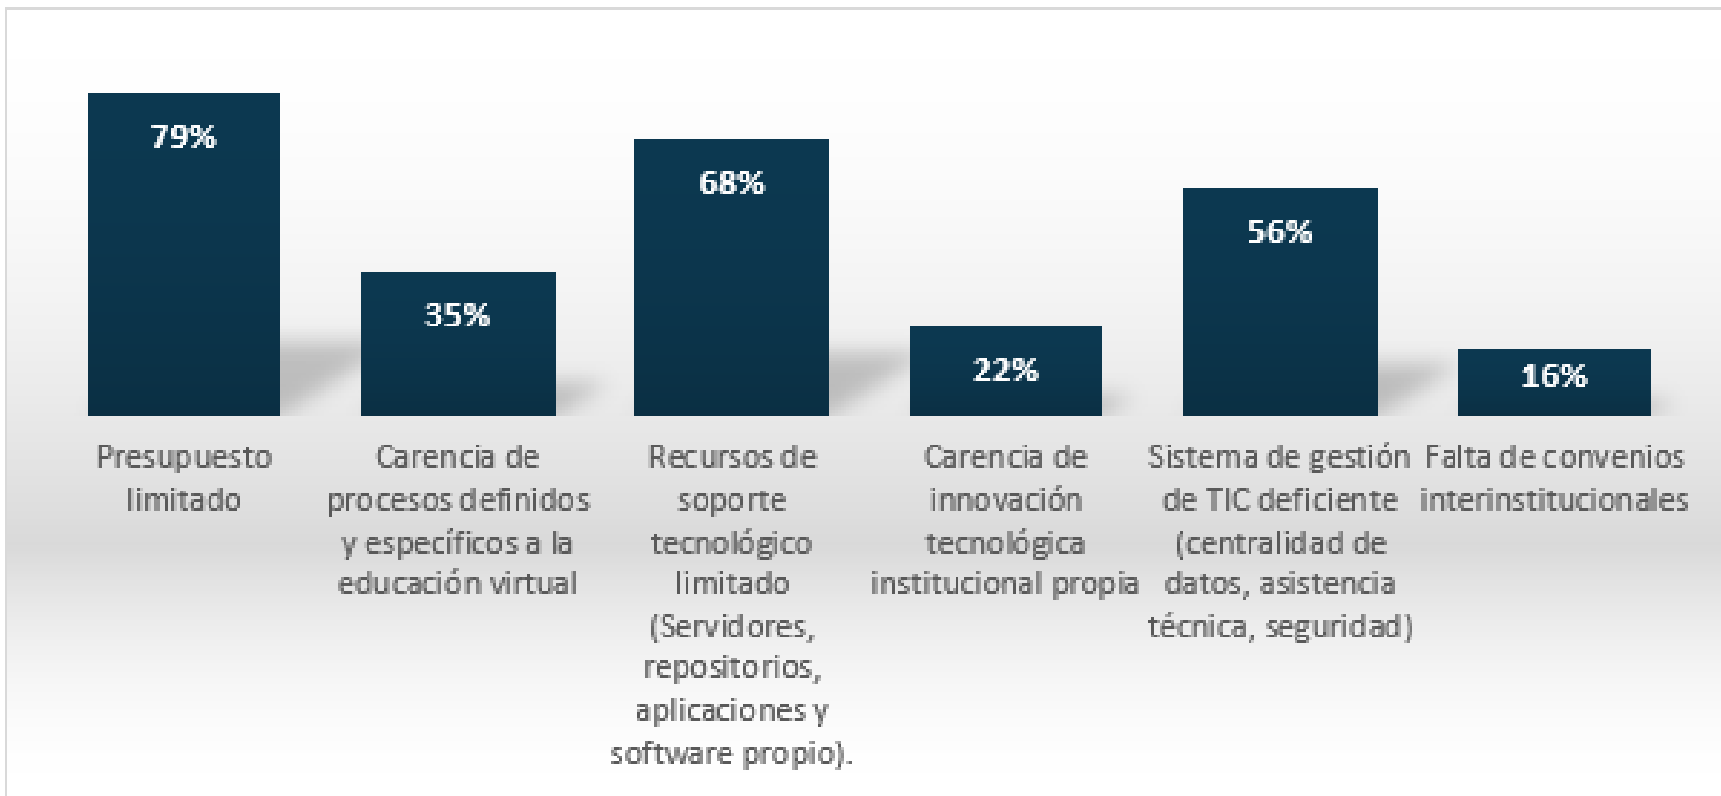 79%
35%
68%
22%
56%
16%
Presupuesto
limitado
Carencia de
procesos definidos
y específicos a la
educación virtual
Recursos de
soporte
tecnológico
limitado
(Servidores,
repositorios,
aplicaciones y
software propio).
Carencia de
innovación
tecnológica
institucional propia
Sistema de gestión
de TIC deficiente
(centralidad de
datos, asistencia
técnica, seguridad)
Falta de convenios
interinstitucionales